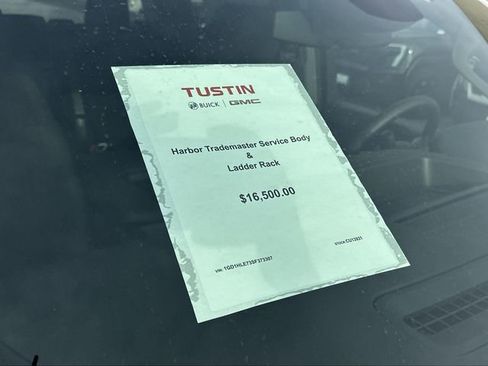 TUSTIN
BUICK | GMC
Harbor Trademaster Service Body
&
Ladder Rack
$16,500.00